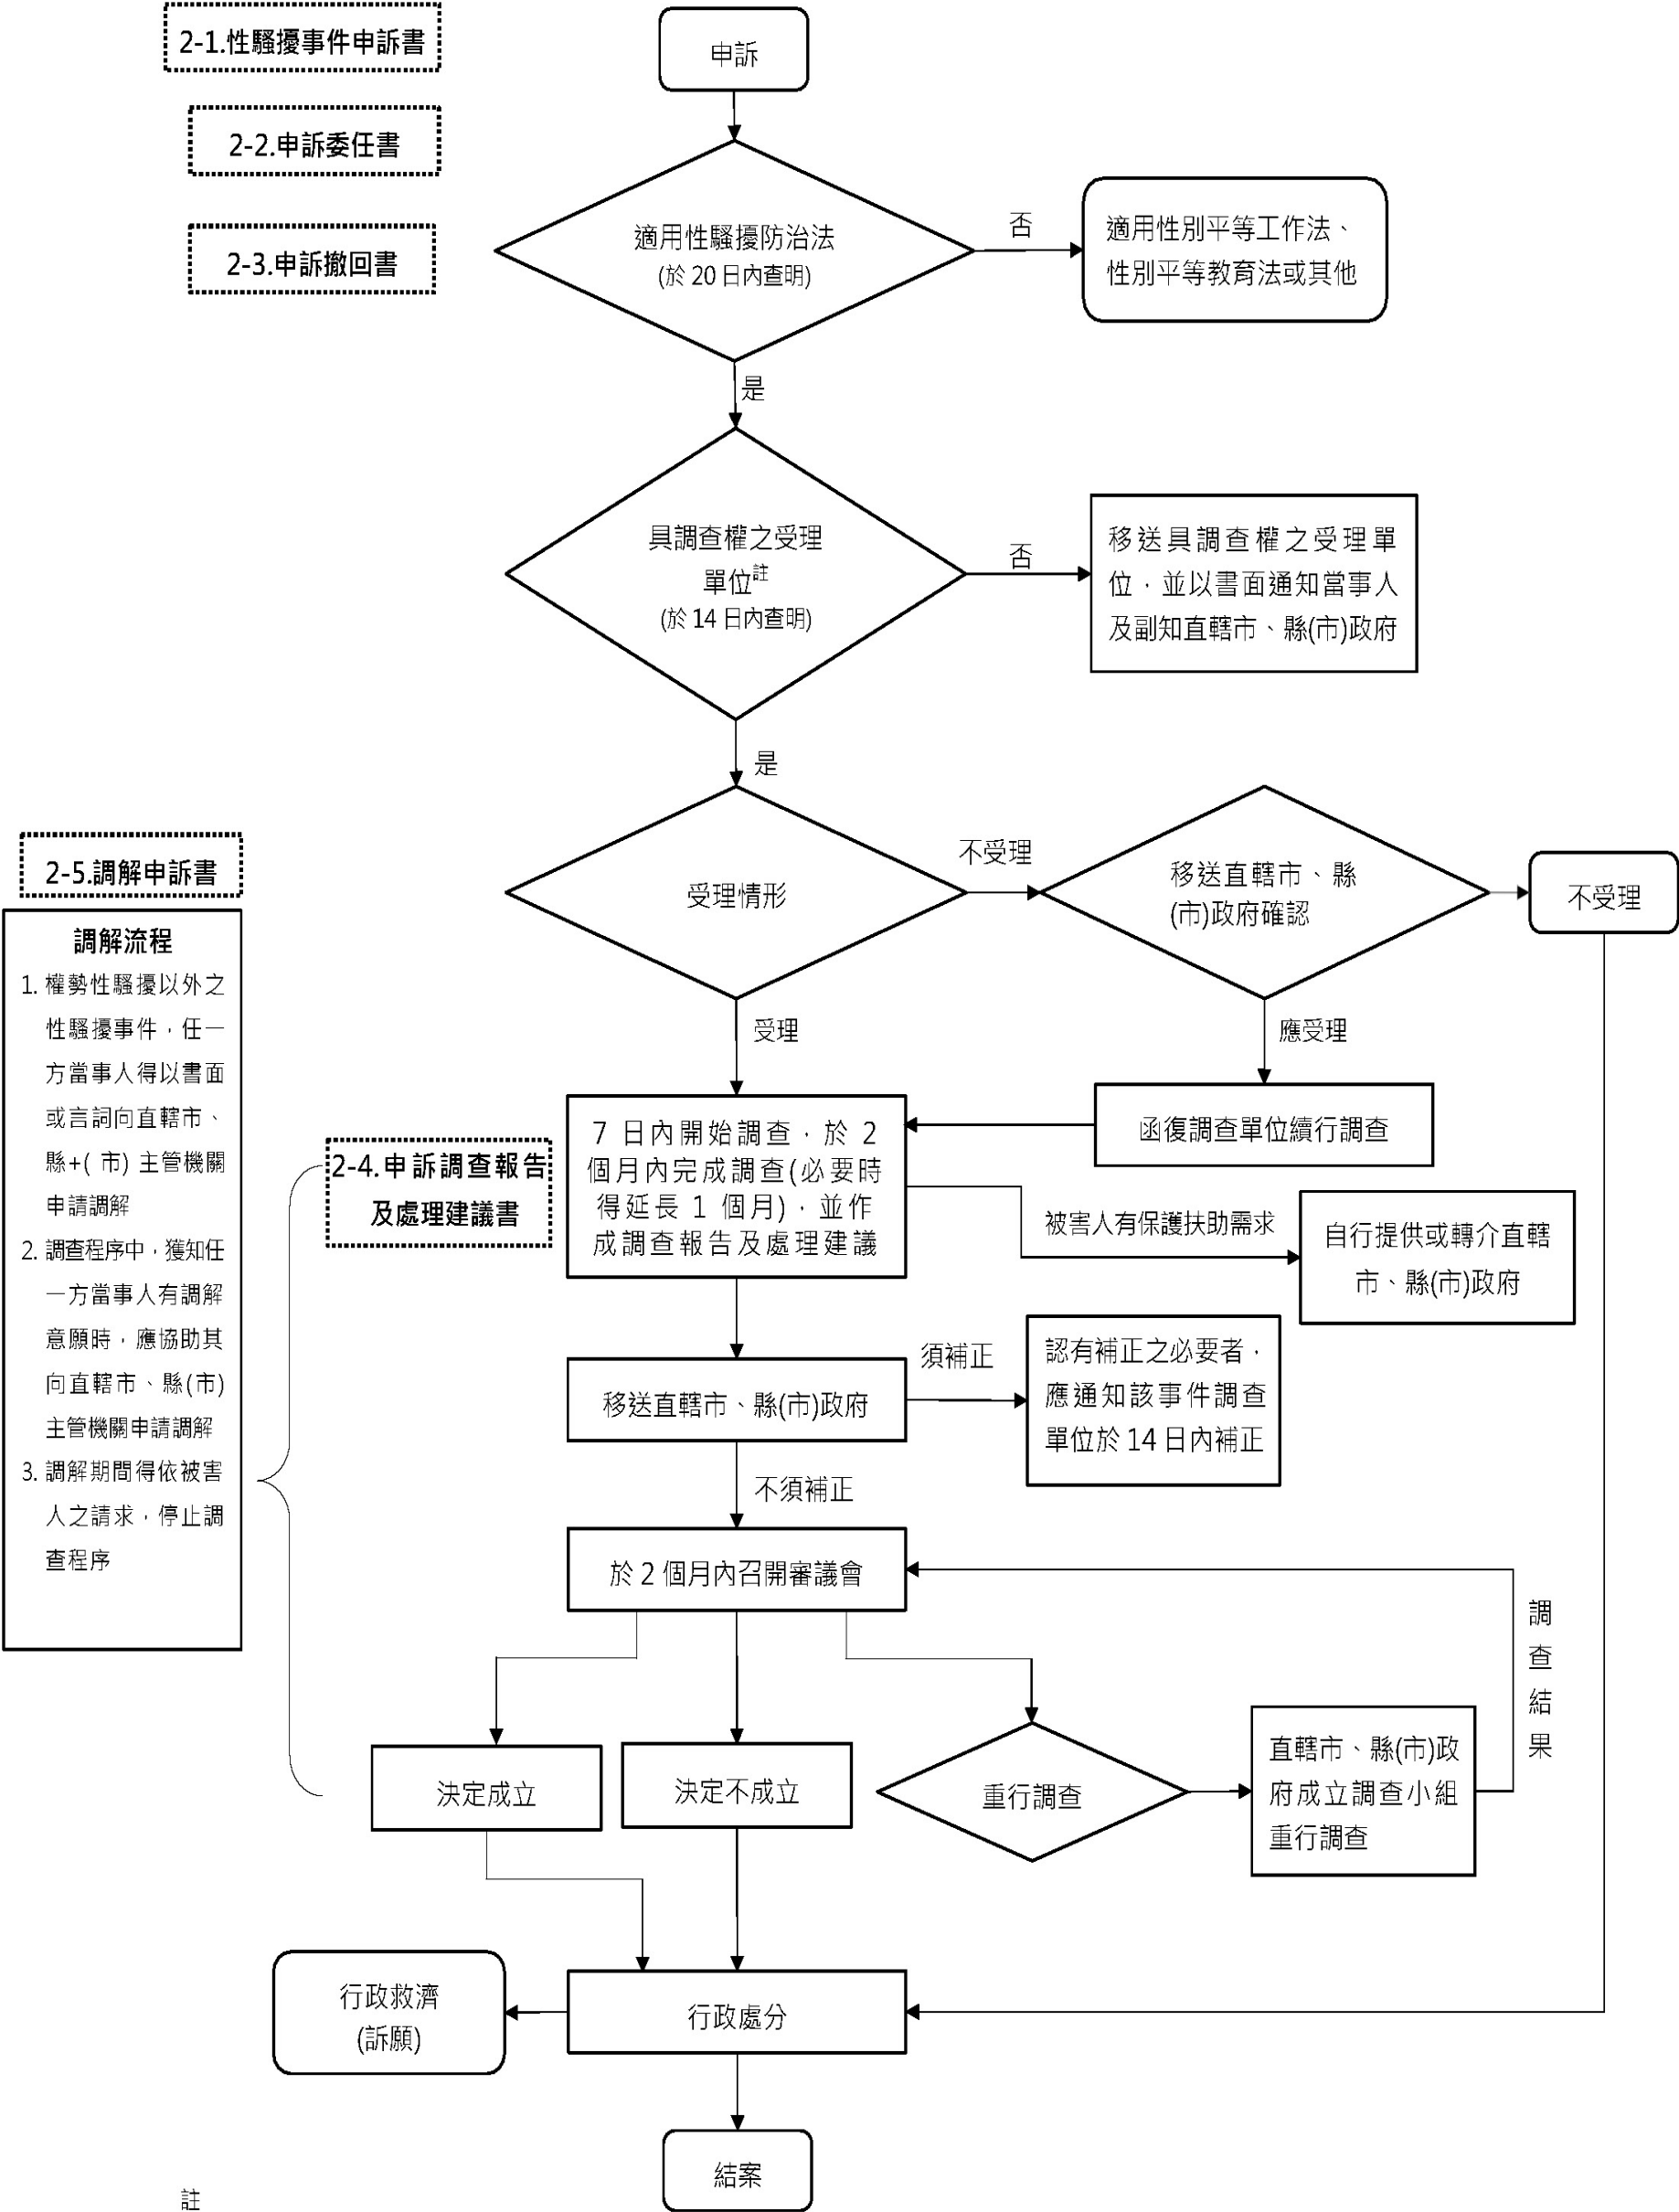 2-1.性騷擾事件申訴書
申訴
2-2.申訴委任書
2-3.申訴撤回書
適用性騷擾防治法
(於 20 日內查明)
否
適用性別平等工作法、
性別平等教育法或其他
是
具調查權之受理
單位註
(於 14 日內查明)
否
移送具調查權之受理單
位，並以書面通知當事人
及副知直轄市、縣(市)政府
是
受理情形
不受理
移送直轄市、縣
(市)政府確認
不受理
受理
應受理
函復調查單位續行調查
2-5.調解申訴書
調解流程
1. 權勢性騷擾以外之
性騷擾事件，任一
方當事人得以書面
或言詞向直轄市、
縣+( 市) 主管機關
申請調解
2. 調查程序中，獲知任
一方當事人有調解
意願時，應協助其
向直轄市、縣(市)
主管機關申請調解
3. 調解期間得依被害
人之請求，停止調
查程序
2-4.申訴調查報告
及處理建議書
7 日內開始調查，於 2
個月內完成調查(必要時
得延長 1 個月)，並作
成調查報告及處理建議
被害人有保護扶助需求
自行提供或轉介直轄
市、縣(市)政府
移送直轄市、縣(市)政府
須補正
認有補正之必要者，
應通知該事件調查
單位於 14 日內補正
不須補正
於 2 個月內召開審議會
調
查
結
果
決定成立
決定不成立
重行調查
直轄市、縣(市)政
府成立調查小組
重行調查
行政救濟
(訴願)
行政處分
結案
註